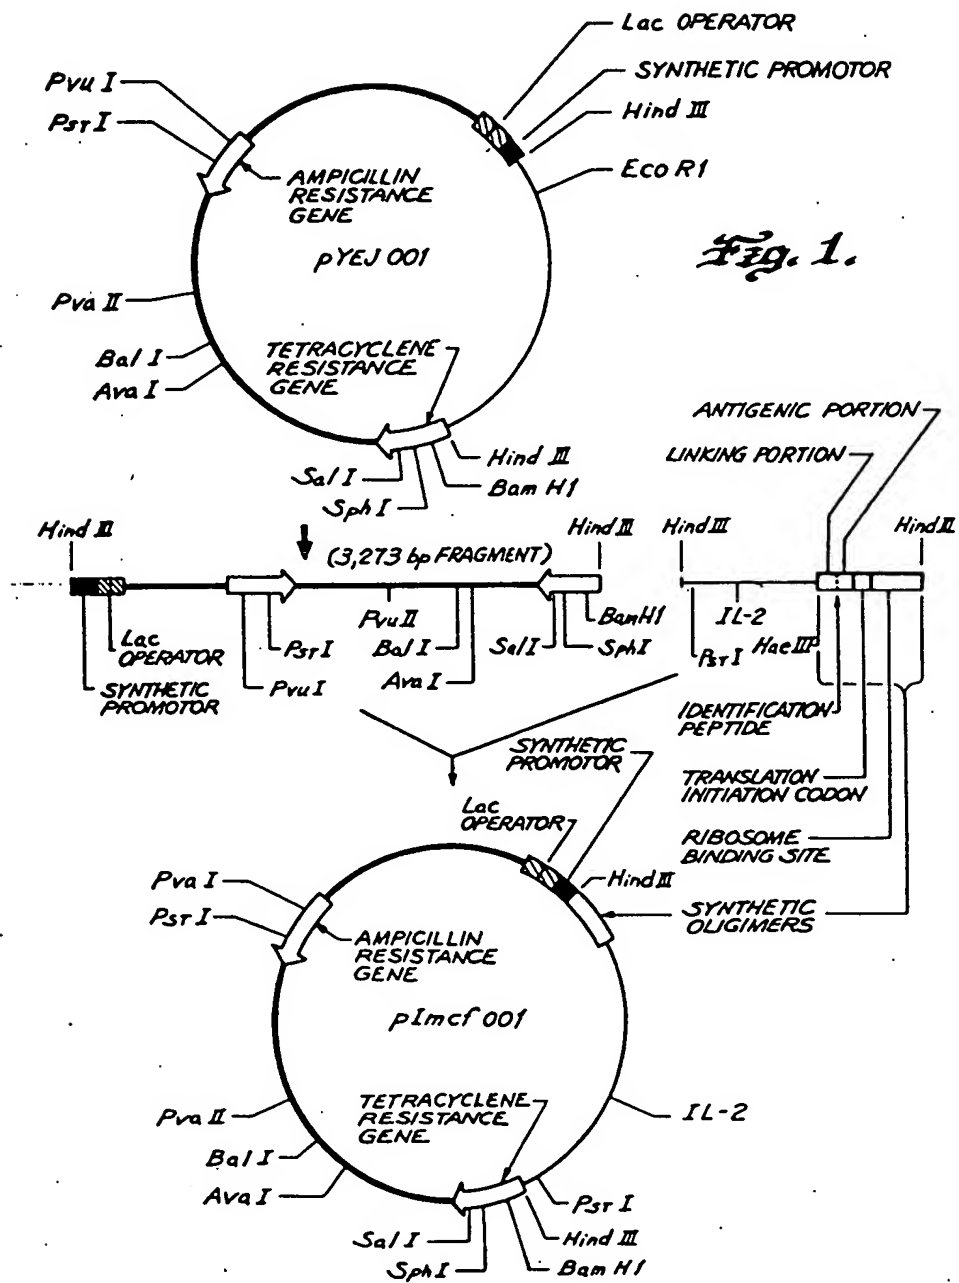 Lac OPERATOR
SYNTHETIC PROMOTOR
Hind III
Eco R1
Pvu I
PST I
AMPICILLIN
RESISTANCE
GENE
pYEJ 001
Fig. 1.
Pva II
Bal I
Ava I
TETRACYCLENE
RESISTANCE
GENE
Hind III
Bam H1
Sal I
Sph I
ANTIGENIC PORTION
LINKING PORTION
Hind III
(3,273 bp FRAGMENT)
Hind III
Hind III
Hind III
Lac
OPERATOR
SYNTHETIC
PROMOTOR
PST I
Pvu I
Pvu II
Bal I
Ava I
Sal I
BamH1
Sph I
IL-2
PST I
Hae III
IDENTIFICATION
PEPTIDE
TRANSLATION
INITIATION CODON
RIBOSOME
BINDING SITE
SYNTHETIC
OLIGIMERS
SYNTHETIC
PROMOTOR
Lac
OPERATOR
Hind III
Pva I
PST I
AMPICILLIN
RESISTANCE
GENE
pImcf 001
Pva II
Bal I
Ava I
TETRACYCLENE
RESISTANCE
GENE
IL-2
PST I
Hind III
Bam H1
Sal I
Sph I